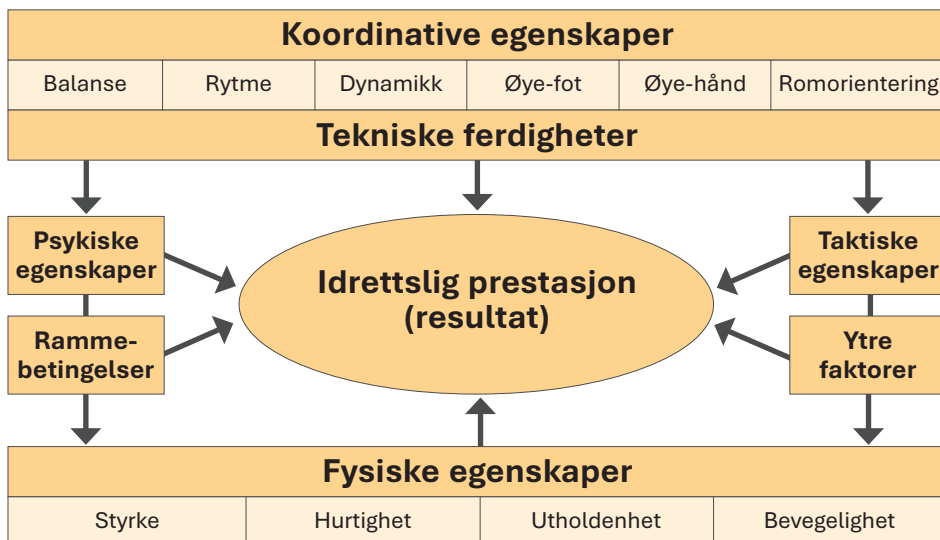 Koordinative egenskaper
Balanse Rytme Dynamikk Øye-fot Øye-hånd Romorientering
Tekniske ferdigheter
Psykiske
egenskaper
Taktiske
egenskaper
Idrettslig prestasjon
(resultat)
Ramme-
betingelser
Ytre
faktorer
Fysiske egenskaper
Styrke Hurtighet Utholdenhet Bevegelighet